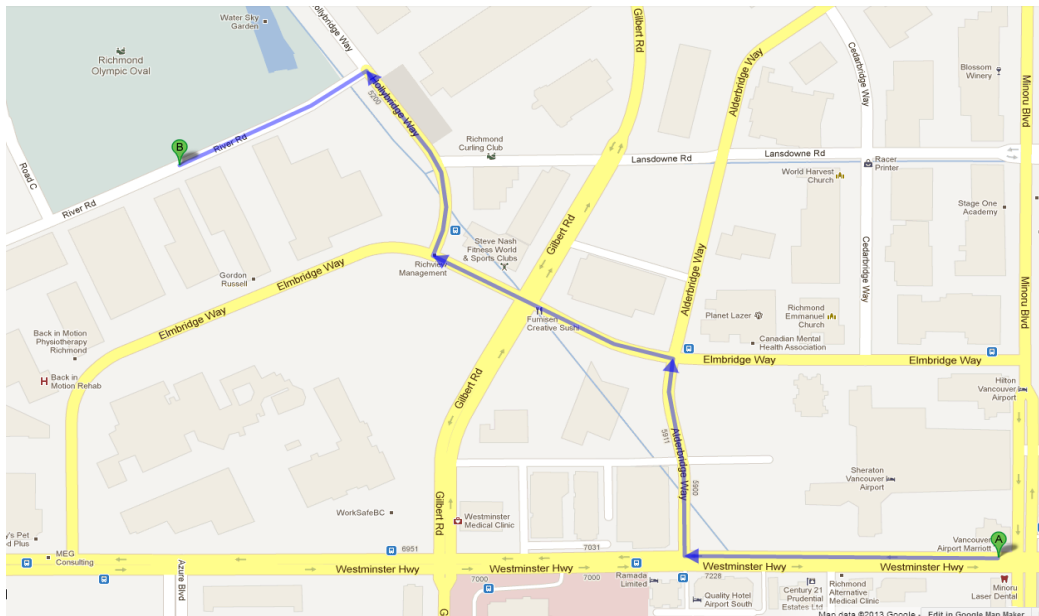 Water Sky
Garden
Hollybridge Way
Gilbert Rd
Richmond
Olympic Oval
Alderbridge Way
Cedarbridge Way
Blossom
Winery
Minoru Blvd
5200
Hollybridge Way
B
River Rd
Richmond
Curling Club
Lansdowne Rd
Lansdowne Rd
Racer
Printer
World Harvest
Church
Road C
River Rd
Stage One
Academy
Gilbert Rd
Steve Nash
Fitness World
& Sports Clubs
Richview
Management
Alderbridge Way
Cedarbridge Way
Minoru Blvd
Gordon
Russell
Elmbridge Way
Elmbridge Way
Fumisen
Creative Sushi
Planet Lazer
Richmond
Emmanuel
Church
Canadian Mental
Health Association
Back in Motion
Physiotherapy
Richmond
Elmbridge Way
Elmbridge Way
H
Back in
Motion Rehab
Gilbert Rd
Hilton
Vancouver
Airport
5911
Alderbridge Way
5900
Sheraton
Vancouver
Airport
Gilbert Rd
WorkSafeBC
Westminster
Medical Clinic
's Pet
d Plus
Vancouver
Airport Marriott
A
MEG
Consulting
6951
7031
Westminster Hwy
Westminster Hwy
Westminster Hwy
Westminster Hwy
Azure Blvd
7000
7000
Ramada
Limited
7228
Quality Hotel
Airport South
Century 21
Prudential
Estates Ltd
Richmond
Alternative
Medical Clinic
Minoru
Laser Dental
Map data ©2013 Google - Edit in Google Map Maker